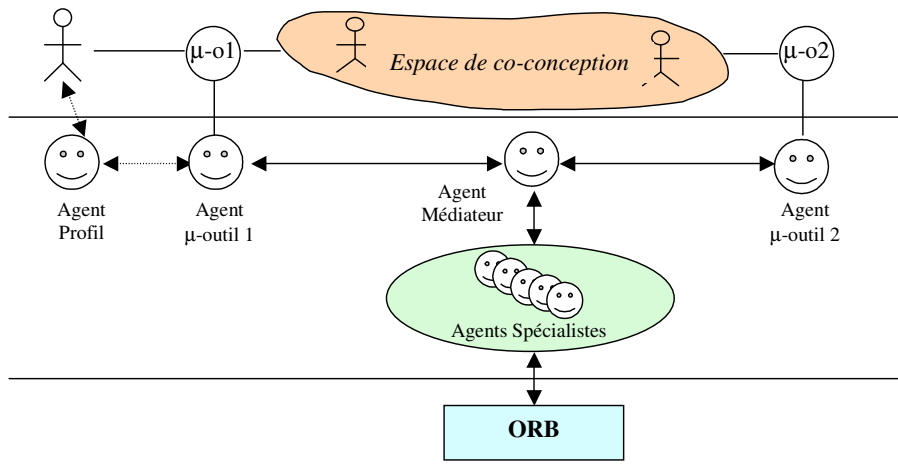 μ-o1
Espace de co-conception
μ-o2
Agent
Profil
Agent
μ-outil 1
Agent
Médiateur
Agent
μ-outil 2
Agents Spécialistes
ORB